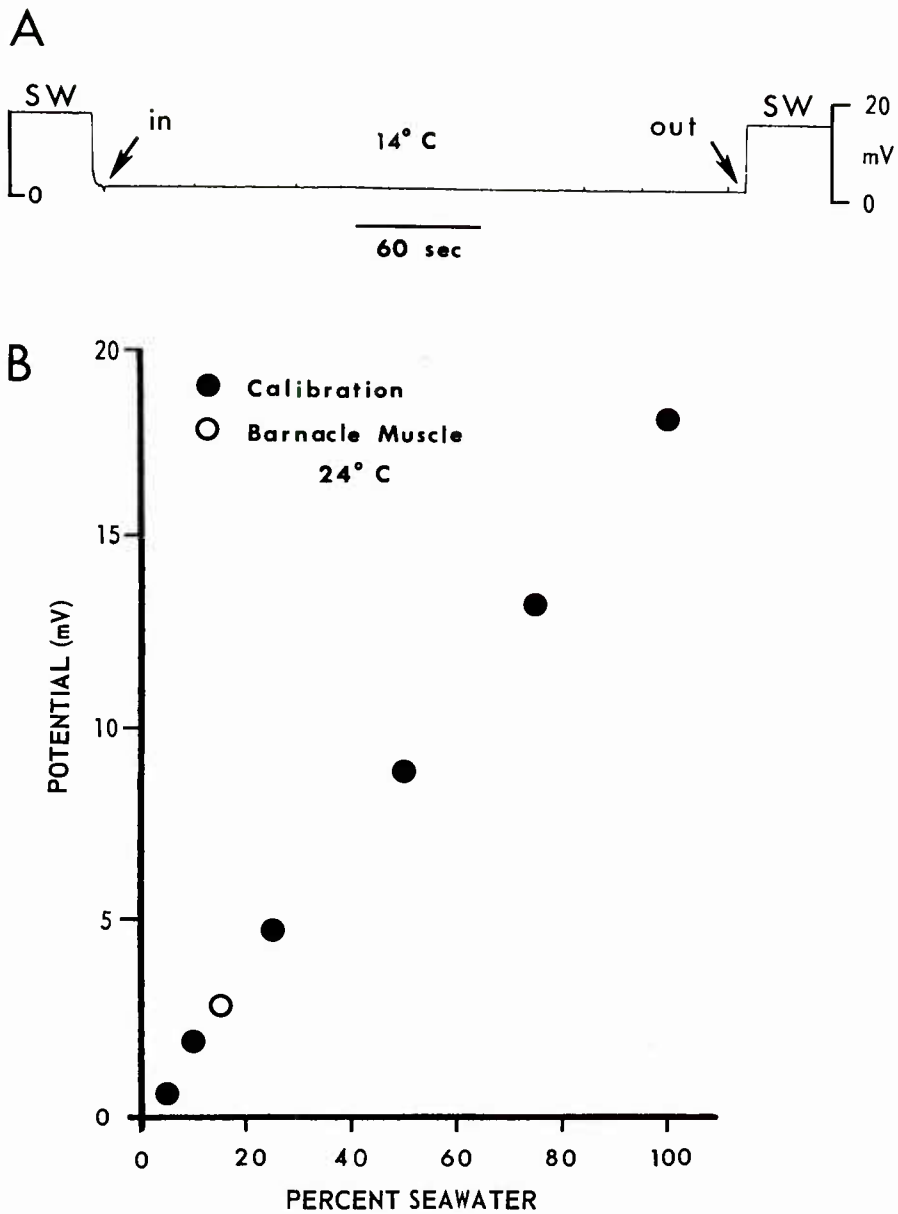 A
SW
in
14° C
out
SW
20
mV
0
0
60 sec
B
20
15
10
5
0
Calibration
Barnacle Muscle
24° C
POTENTIAL (mV)
0 20 40 60 80 100
PERCENT SEAWATER